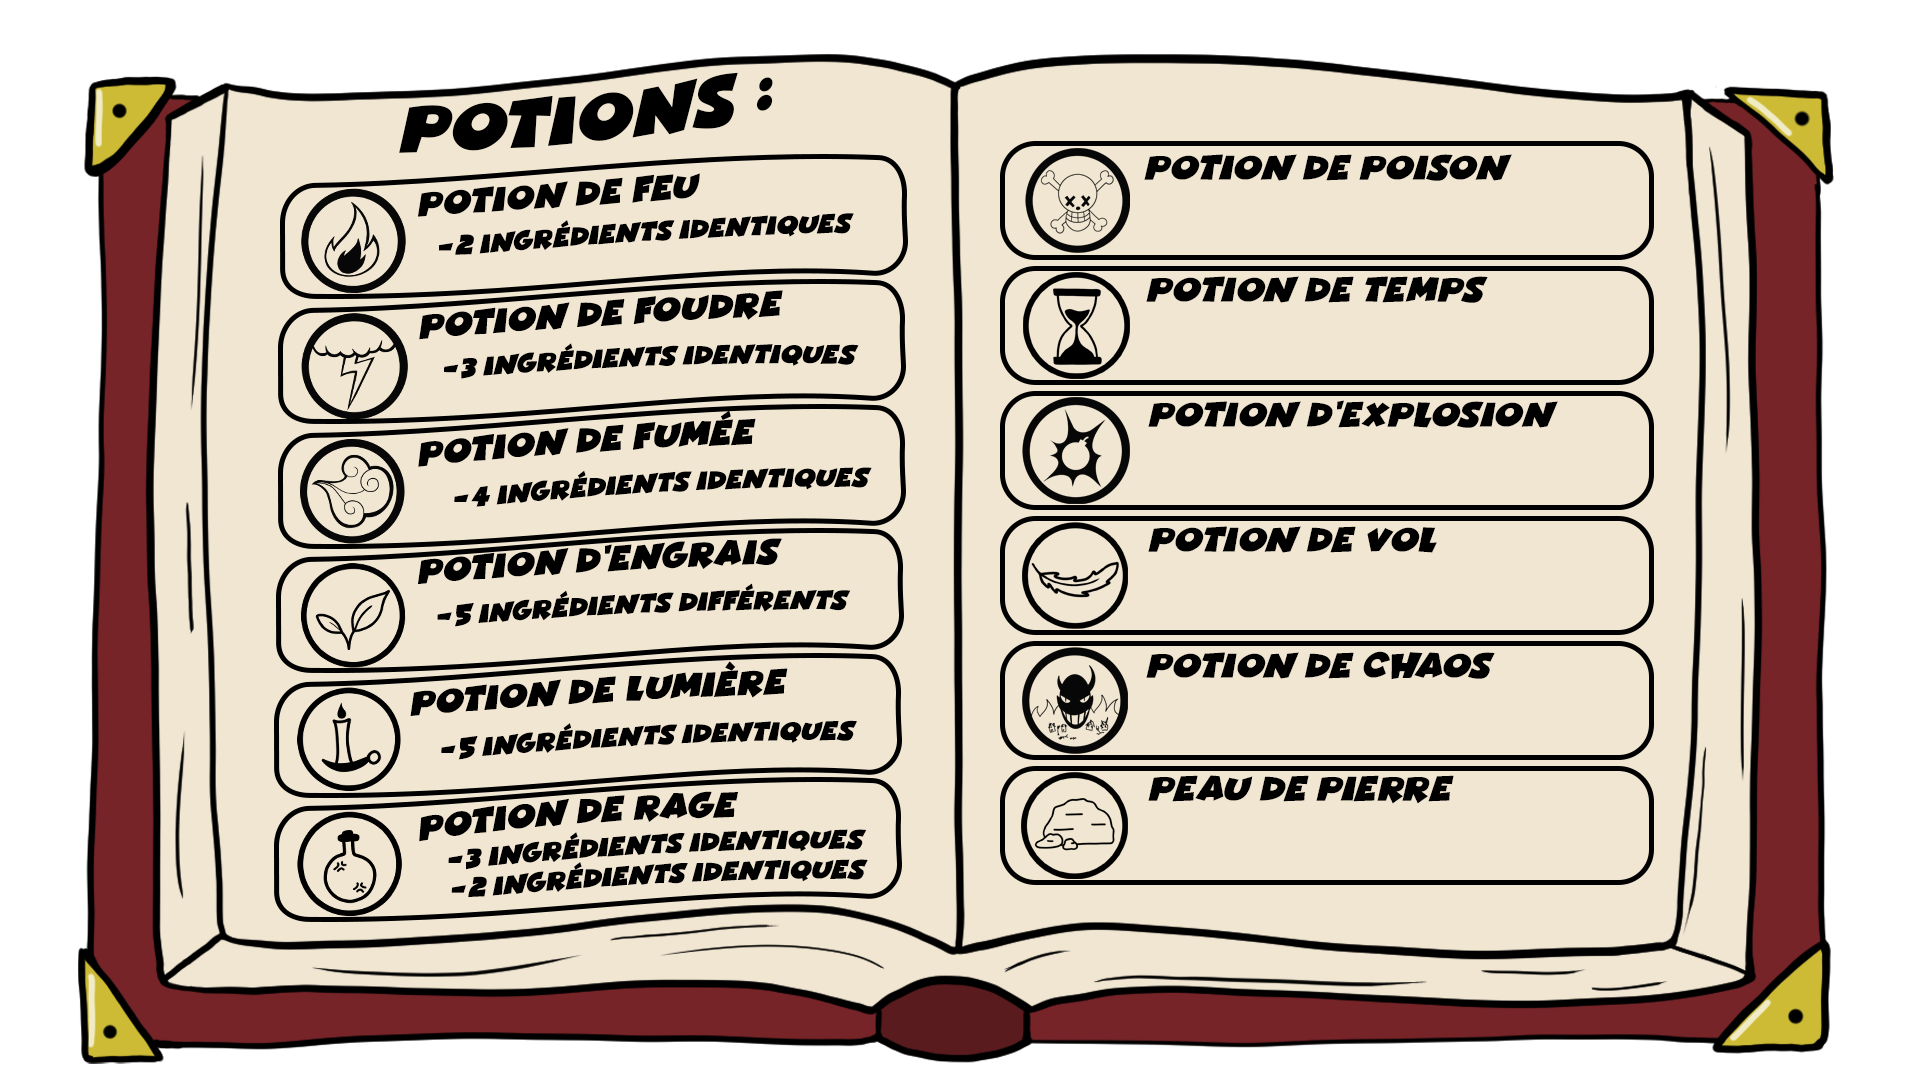 POTIONS :
POTION DE FEU
-2 INGRÉDIENTS IDENTIQUES
POTION DE FOUDRE
-3 INGRÉDIENTS IDENTIQUES
POTION DE FUMÉE
-4 INGRÉDIENTS IDENTIQUES
POTION D'ENGRAIS
-5 INGRÉDIENTS DIFFÉRENTS
POTION DE LUMIÈRE
-5 INGRÉDIENTS IDENTIQUES
POTION DE RAGE
-3 INGRÉDIENTS IDENTIQUES
-2 INGRÉDIENTS IDENTIQUES
POTION DE POISON
POTION DE TEMPS
POTION D'EXPLOSION
POTION DE VOL
POTION DE CHAOS
PEAU DE PIERRE